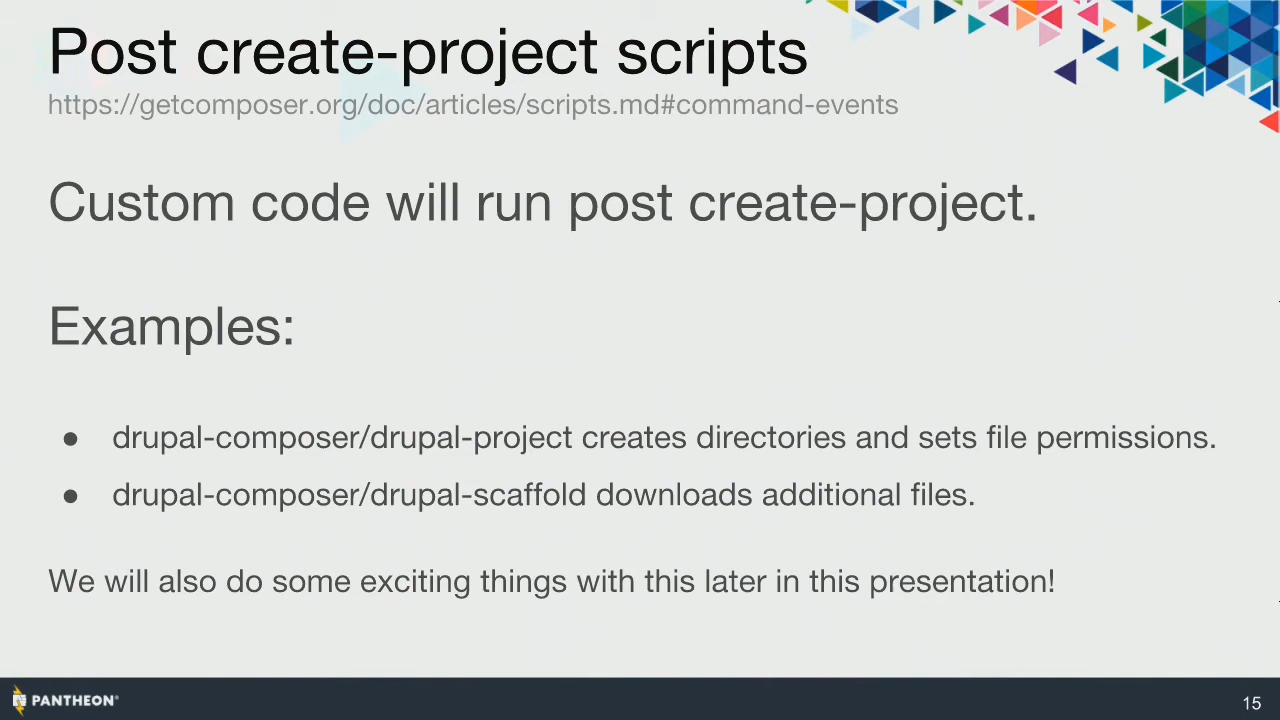 Post create-project scripts
https://getcomposer.org/doc/articles/scripts.md#command-events
Custom code will run post create-project.
Examples:
● drupal-composer/drupal-project creates directories and sets file permissions.
● drupal-composer/drupal-scaffold downloads additional files.
We will also do some exciting things with this later in this presentation!
PANTHEON®
15